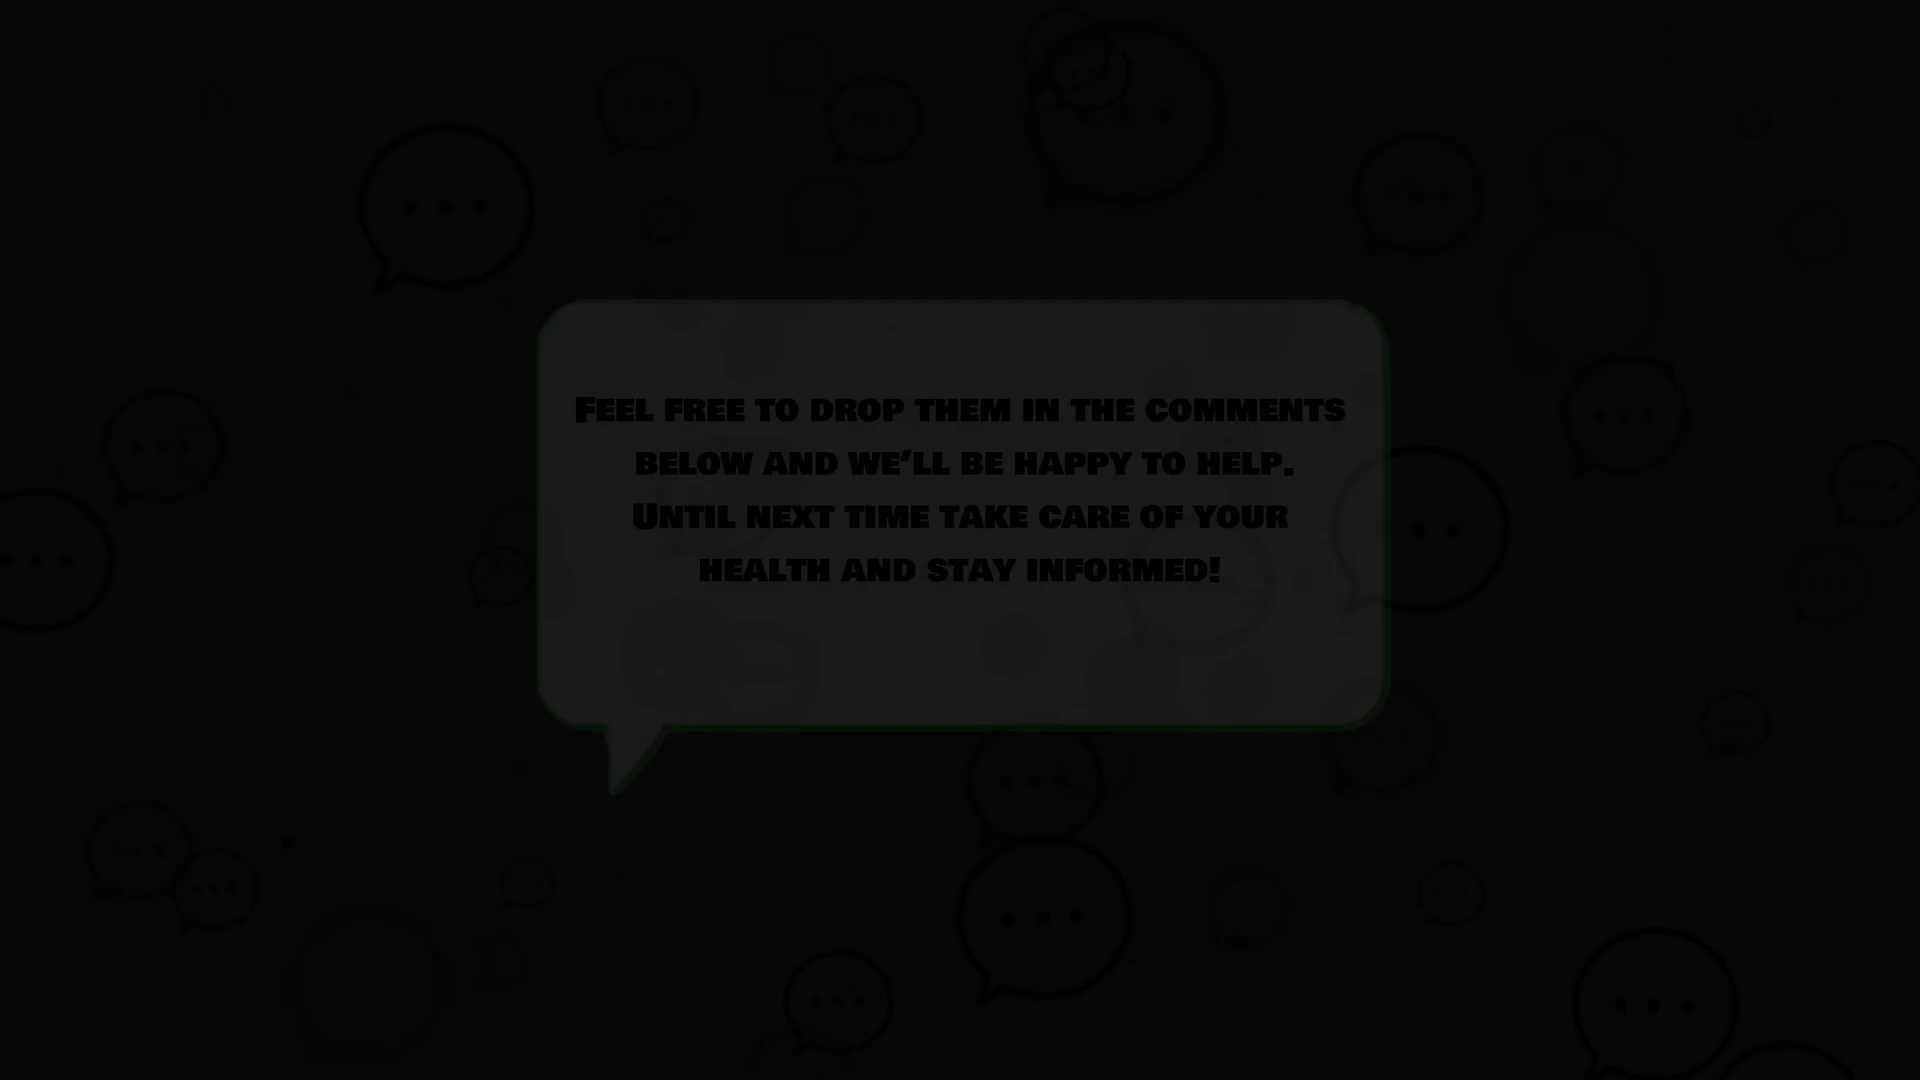 Feel free to drop them in the comments
below and we'll be happy to help.
Until next time take care of your
health and stay informed!